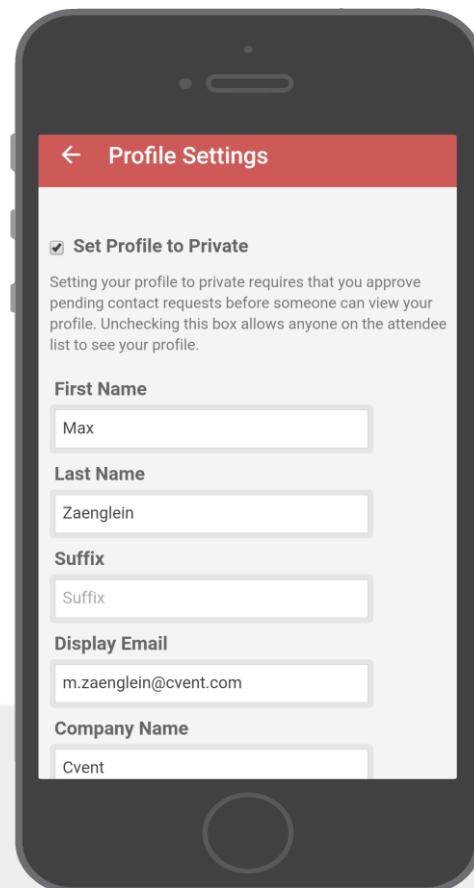 Profile Settings
Set Profile to Private
Setting your profile to private requires that you approve
pending contact requests before someone can view your
profile. Unchecking this box allows anyone on the attendee
list to see your profile.
First Name
Max
Last Name
Zaenglein
Suffix
Suffix
Display Email
m.zaenglein@cvent.com
Company Name
Cvent